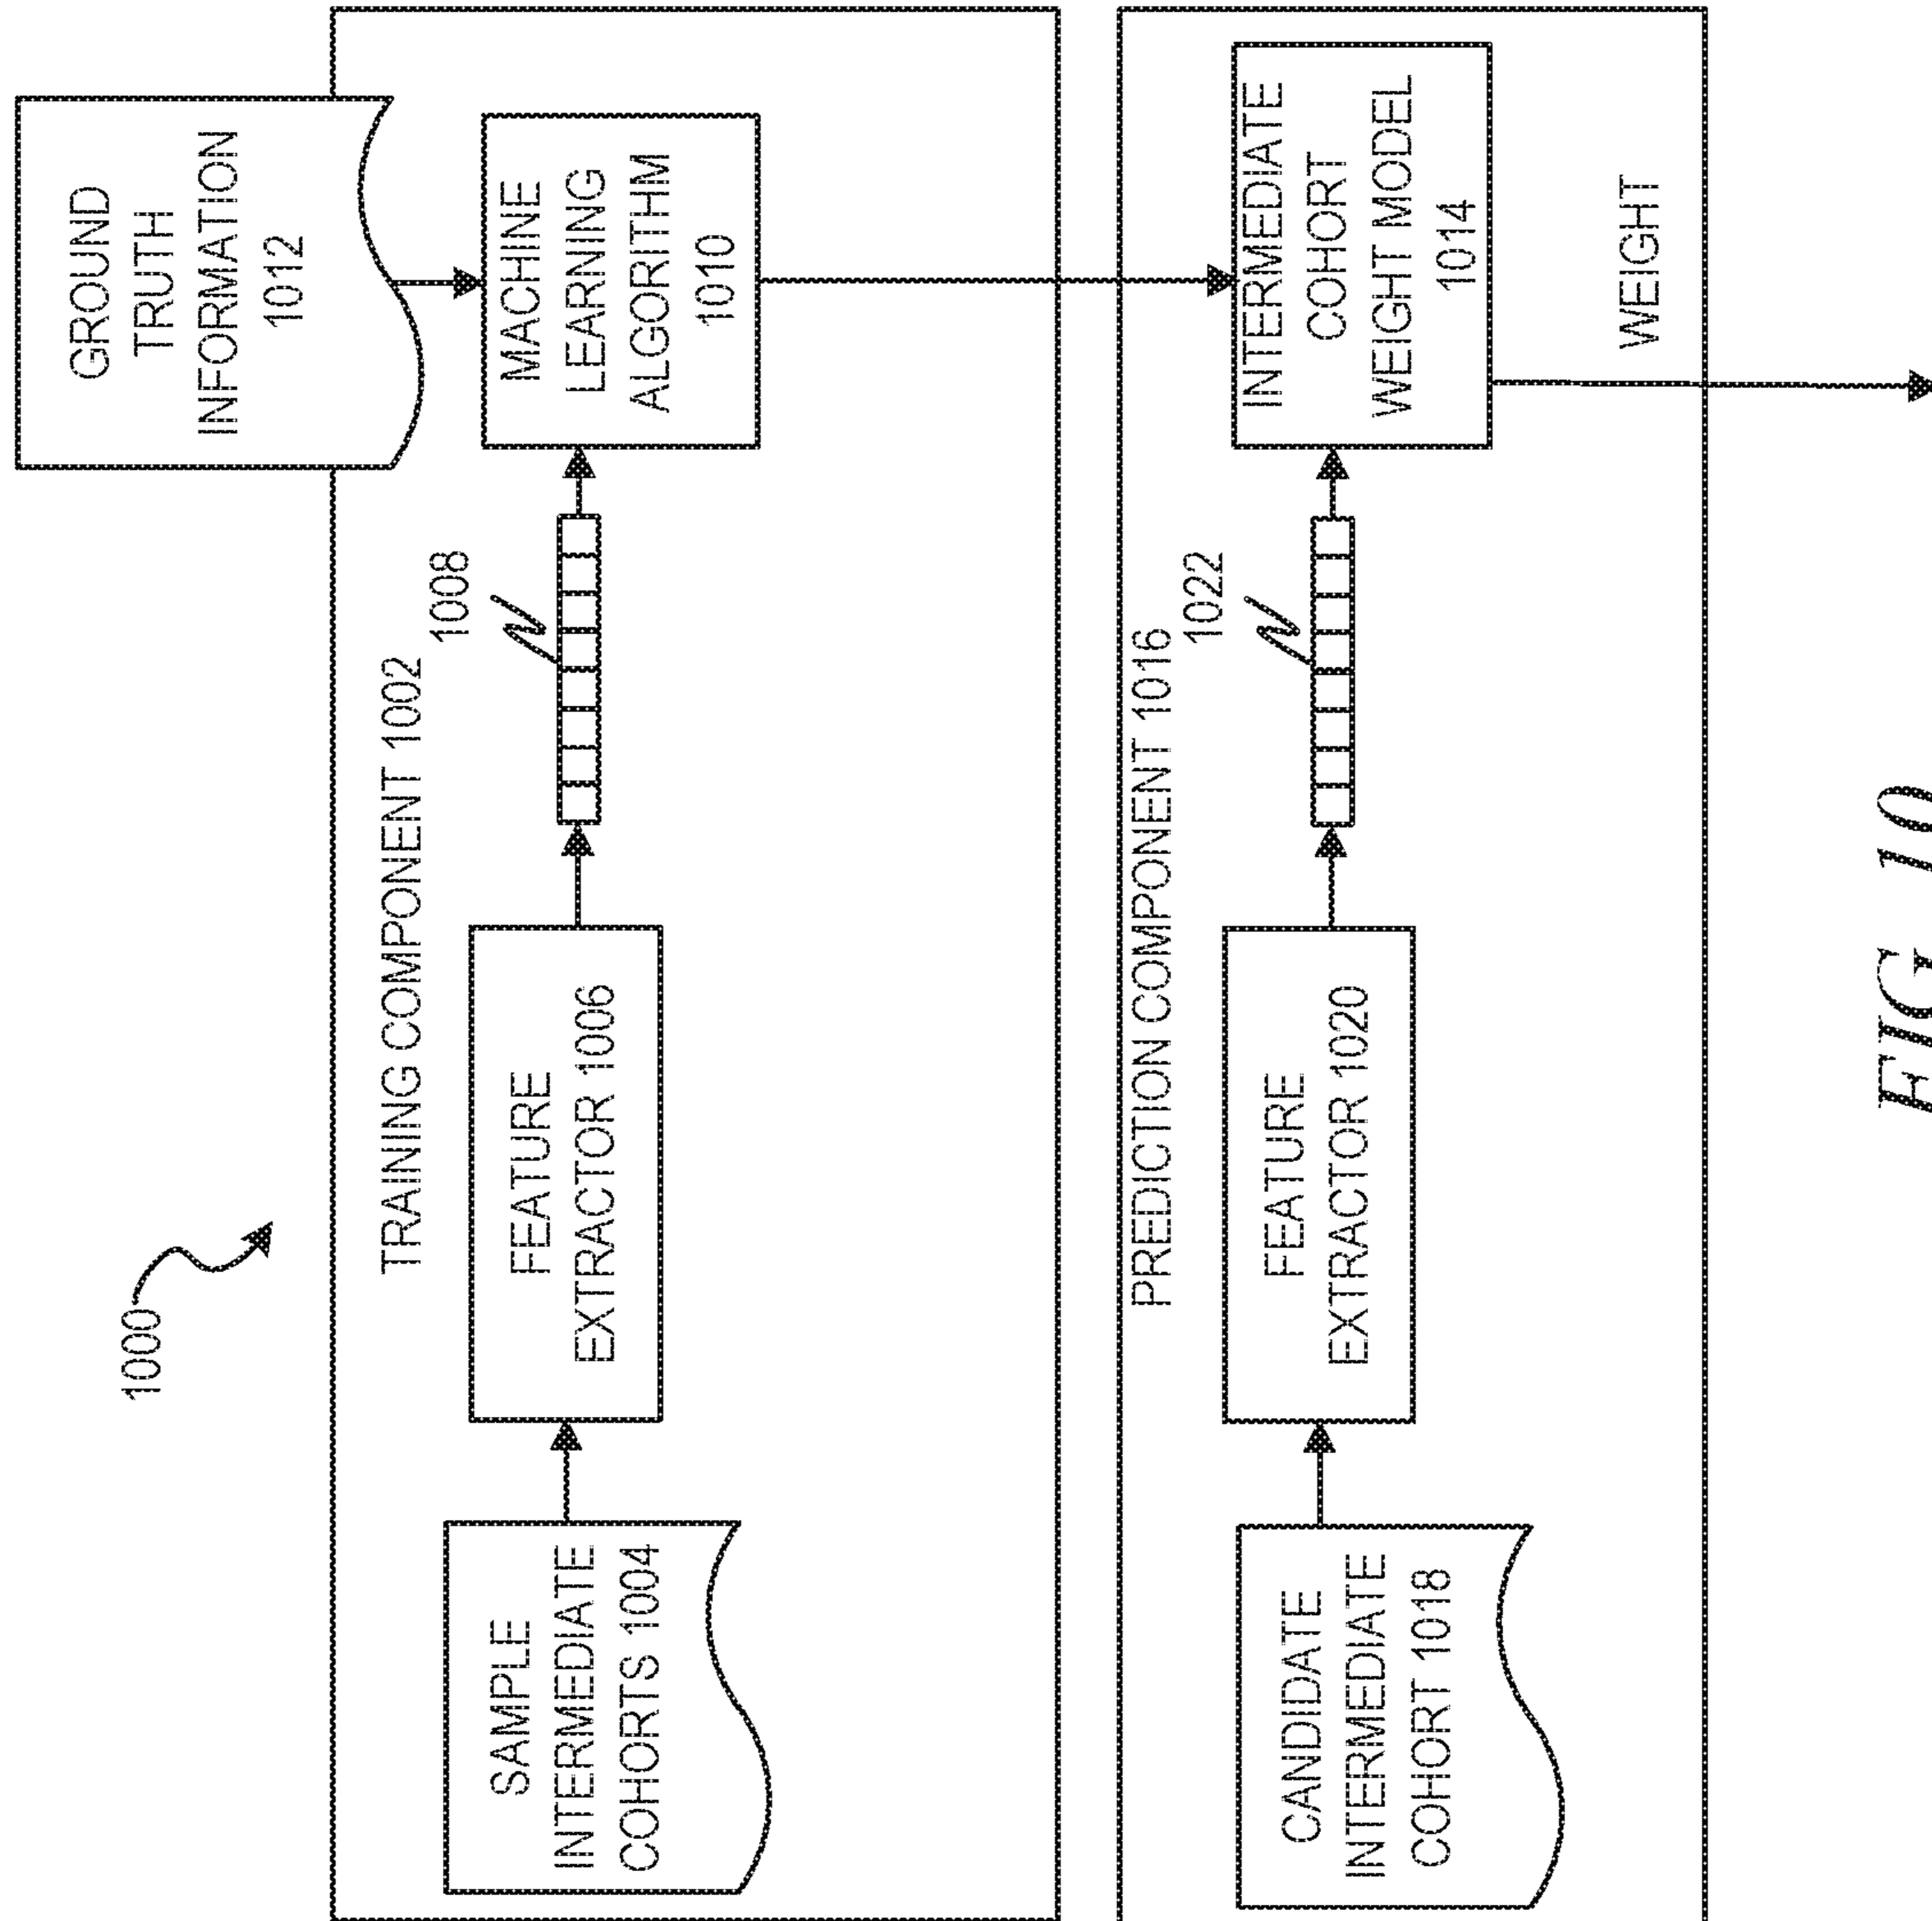 1000
GROUND
TRUTH
INFORMATION
1012
TRAINING COMPONENT 1002
SAMPLE
INTERMEDIATE
COHORTS 1004
FEATURE
EXTRACTOR 1006
1008
MACHINE
LEARNING
ALGORITHM
1010
PREDICTION COMPONENT 1016
CANDIDATE
INTERMEDIATE
COHORT 1018
FEATURE
EXTRACTOR 1020
1022
INTERMEDIATE
COHORT
WEIGHT MODEL
1014
WEIGHT
FIG. 10